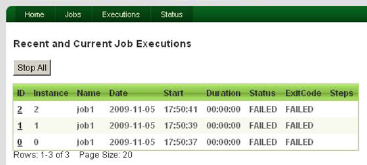 Home Jobs Executions Status
Recent and Current Job Executions
Stop All
ID Instance Name Date Start Duration Status ExitCode Steps
2 2 job1 2009-11-05 17:50:41 00:00:00 FAILED FAILED
1 1 job1 2009-11-05 17:50:39 00:00:00 FAILED FAILED
0 0 job1 2009-11-05 17:50:37 00:00:00 FAILED FAILED
Rows: 1-3 of 3 Page Size: 20